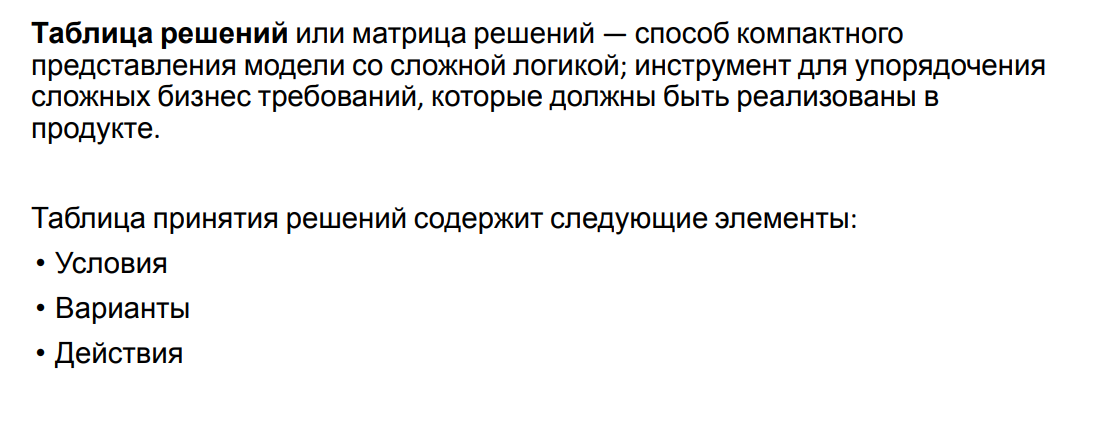 Таблица решений или матрица решений — способ компактного
представления модели со сложной логикой; инструмент для упорядочения
сложных бизнес требований, которые должны быть реализованы в
продукте.
Таблица принятия решений содержит следующие элементы:
• Условия
• Варианты
• Действия